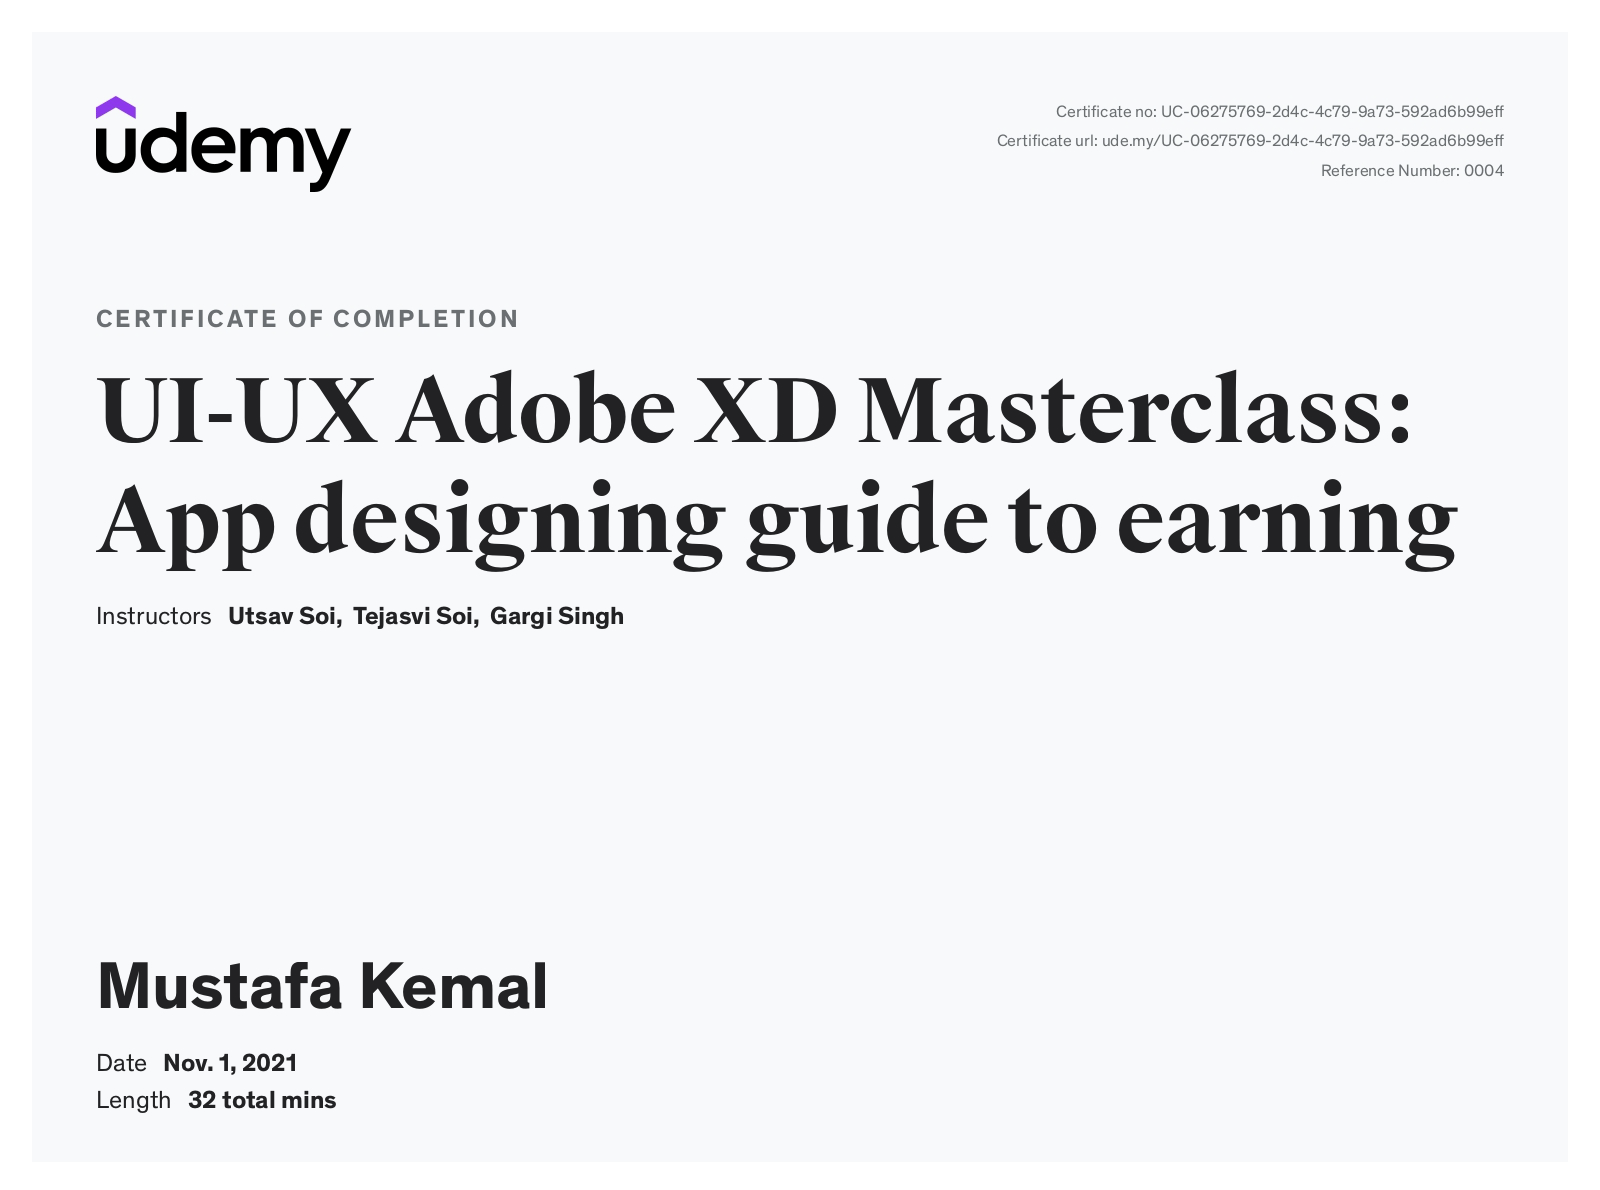 udemy
Certificate no: UC-06275769-2d4c-4c79-9a73-592ad6b99eff
Certificate url: ude.my/UC-06275769-2d4c-4c79-9a73-592ad6b99eff
Reference Number: 0004
CERTIFICATE OF COMPLETION
UI-UX Adobe XD Masterclass:
App designing guide to earning
Instructors Utsav Soi, Tejasvi Soi, Gargi Singh
Mustafa Kemal
Date Nov. 1, 2021
Length 32 total mins